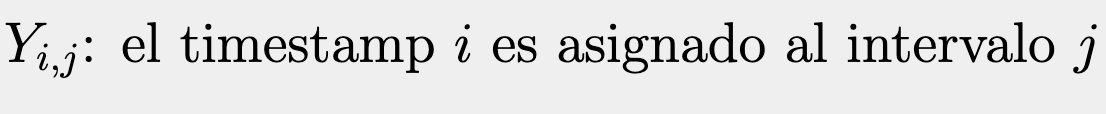 Y_{i,j}: el timestamp i es asignado al intervalo j